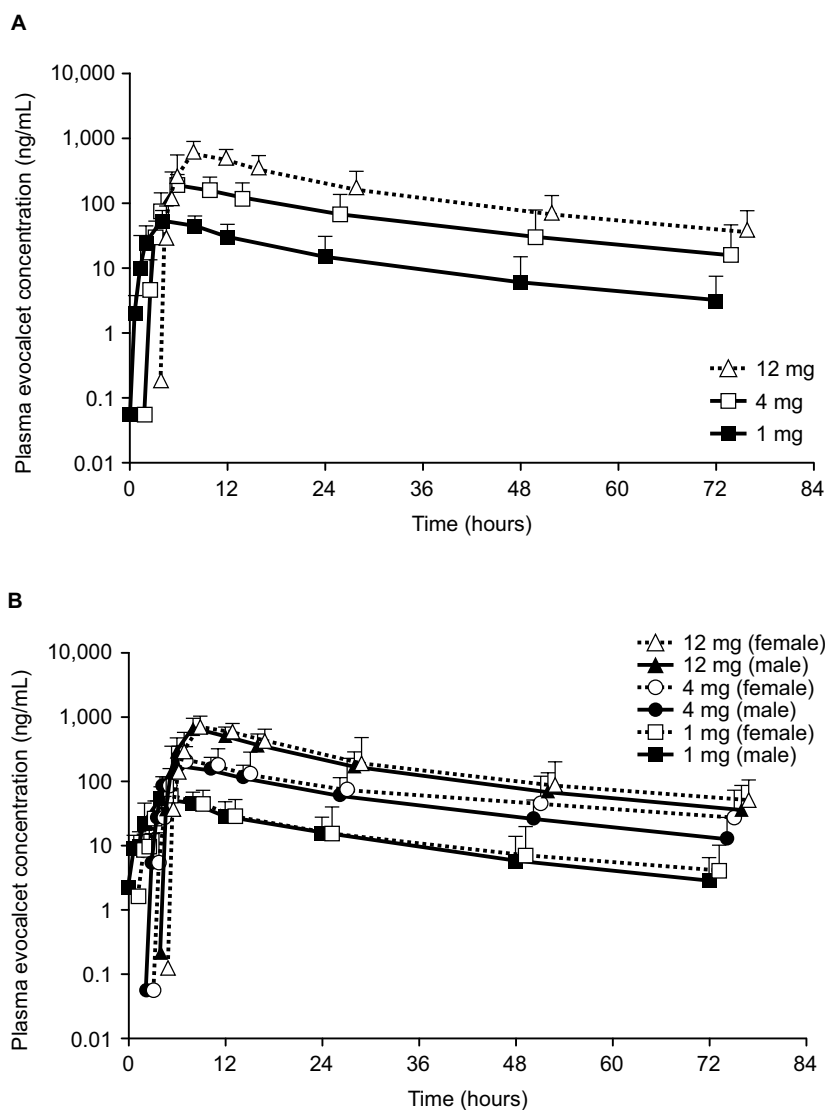 A
Plasma evocalcet concentration (ng/mL)
10,000
1,000
100
10
1
0.1
0.01
0 12 24 36 48 60 72 84
Time (hours)
12 mg
4 mg
1 mg
B
Plasma evocalcet concentration (ng/mL)
10,000
1,000
100
10
1
0.1
0.01
0 12 24 36 48 60 72 84
Time (hours)
12 mg (female)
12 mg (male)
4 mg (female)
4 mg (male)
1 mg (female)
1 mg (male)